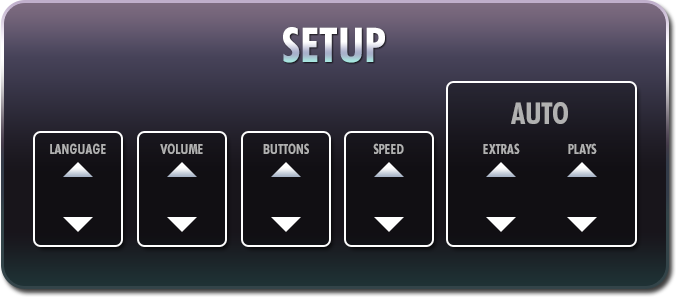 SETUP
AUTO
LANGUAGE
VOLUME
BUTTONS
SPEED
EXTRAS
PLAYS